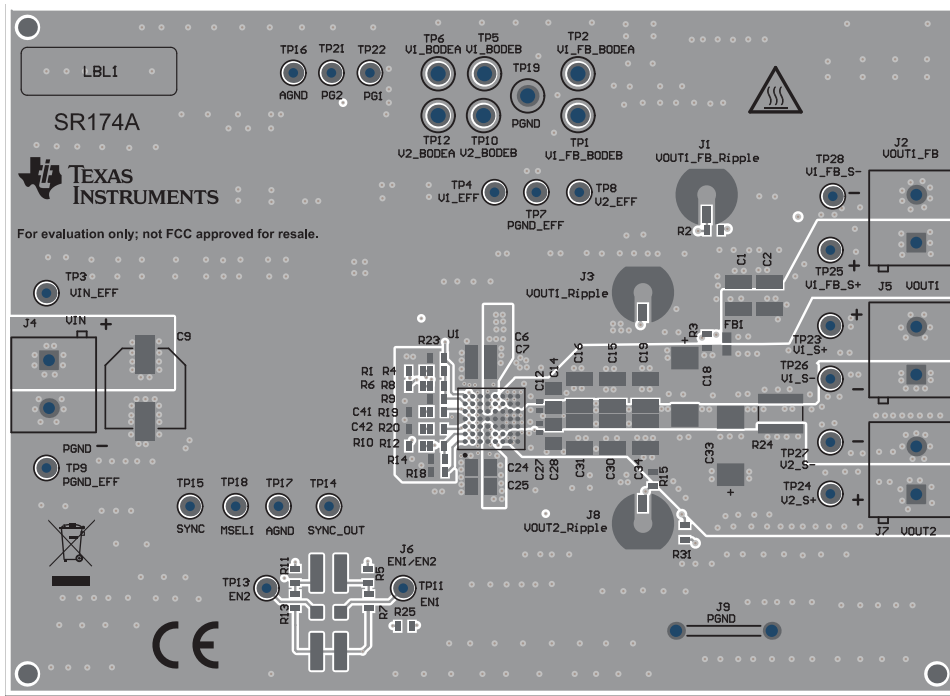 TP16
TP21
TP22
AGND
PG2
PG1
TP6
V1_BODEA
TP5
V1_BODEB
TP2
V1_FB_BODEA
TP19
PGND
TP12
V2_BODEA
TP10
V2_BODEB
TP1
V1_FB_BODEB
LBL1
SR174A
TEXAS
INSTRUMENTS
For evaluation only; not FCC approved for resale.
TP4
V1_EFF
TP7
PGND_EFF
TP8
V2_EFF
J1
VOUT1_FB_Ripple
R2
TP28
V1_FB_S-
J2
VOUT1_FB
TP25
V1_FB_S+
+
−
J5 VOUT1
TP3
VIN_EFF
J4
VIN
+
C9
PGND −
TP9
PGND_EFF
J3
VOUT1_Ripple
C1
C2
FB1
R3
C18
+
TP23
V1_S+
+
TP26
V1_S-
−
R24
C33
+
TP27
V2_S-
−
TP24
V2_S+
+
J7 VOUT2
U1
C6
C7
R23
R1 R4
R6 R8
R9
C41 R19
C42 R20
R10 R12
R14
R18
C12
C14
C16
C15
C19
C24
C25
C27
C28
C31
C30
C34
R15
J8
VOUT2_Ripple
R31
TP15
TP18
TP17
TP14
SYNC
MSEL1
AGND
SYNC_OUT
R11
R5
J6
EN1/EN2
TP13
EN2
TP11
EN1
R13
R7
R25
J9
PGND
CE